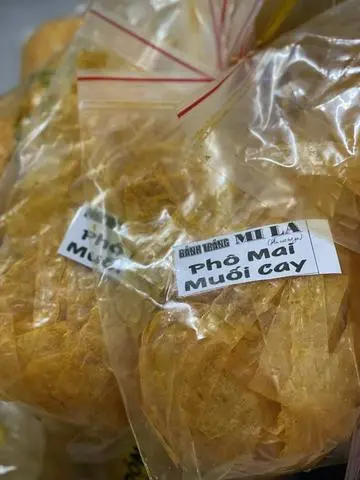 Phô
Muối
BÁNH TRÁNG MI LA
Phô Mai
Muối Cay